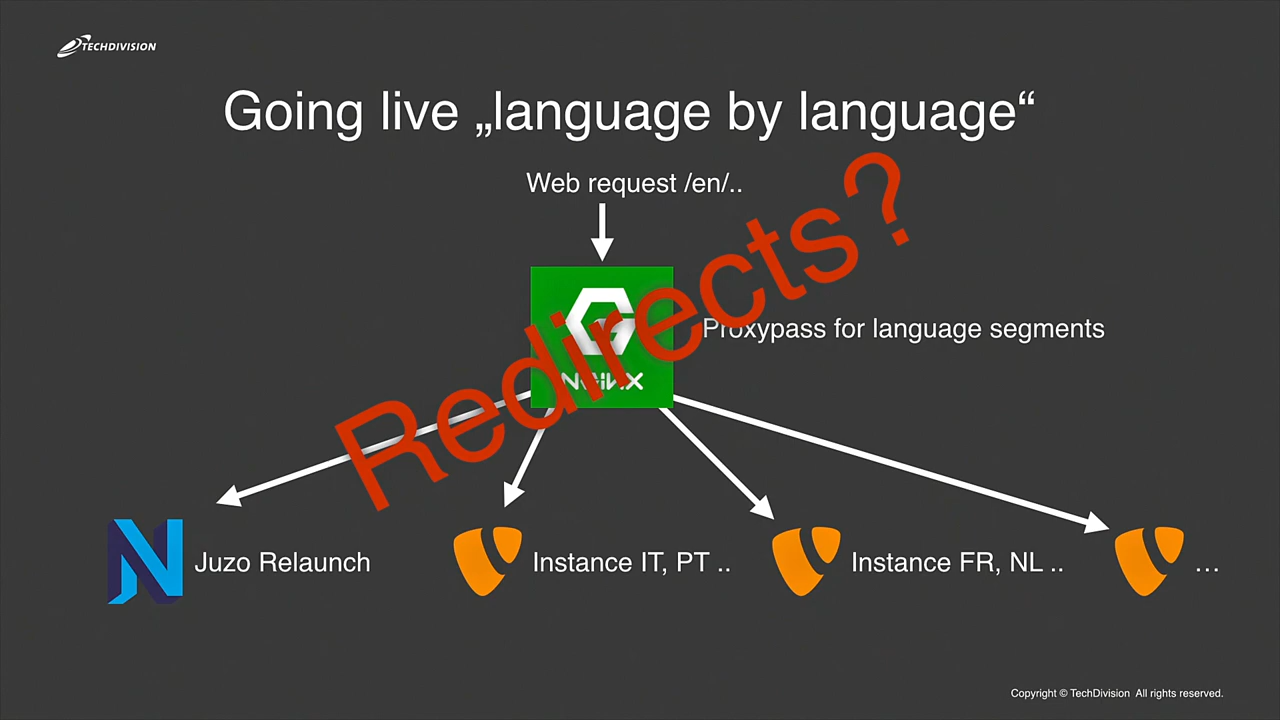 TECHDIVISION
Going live „language by language“
Web request /en/..
Redirects?
NGiNX
Proxypass for language segments
Juzo Relaunch
Instance IT, PT ..
Instance FR, NL ..
...
Copyright © TechDivision All rights reserved.